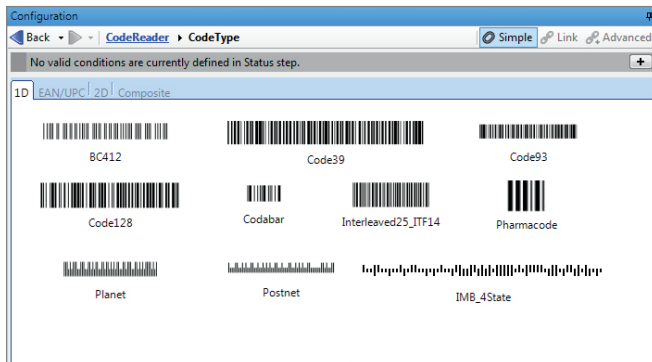 Configuration
Back CodeReader CodeType Simple Link Advanced
No valid conditions are currently defined in Status step.
1D EAN/UPC 2D Composite
BC412 Code39 Code93
Code128 Codabar Interleaved25_ITF14 Pharmacode
Planet Postnet IMB_4State